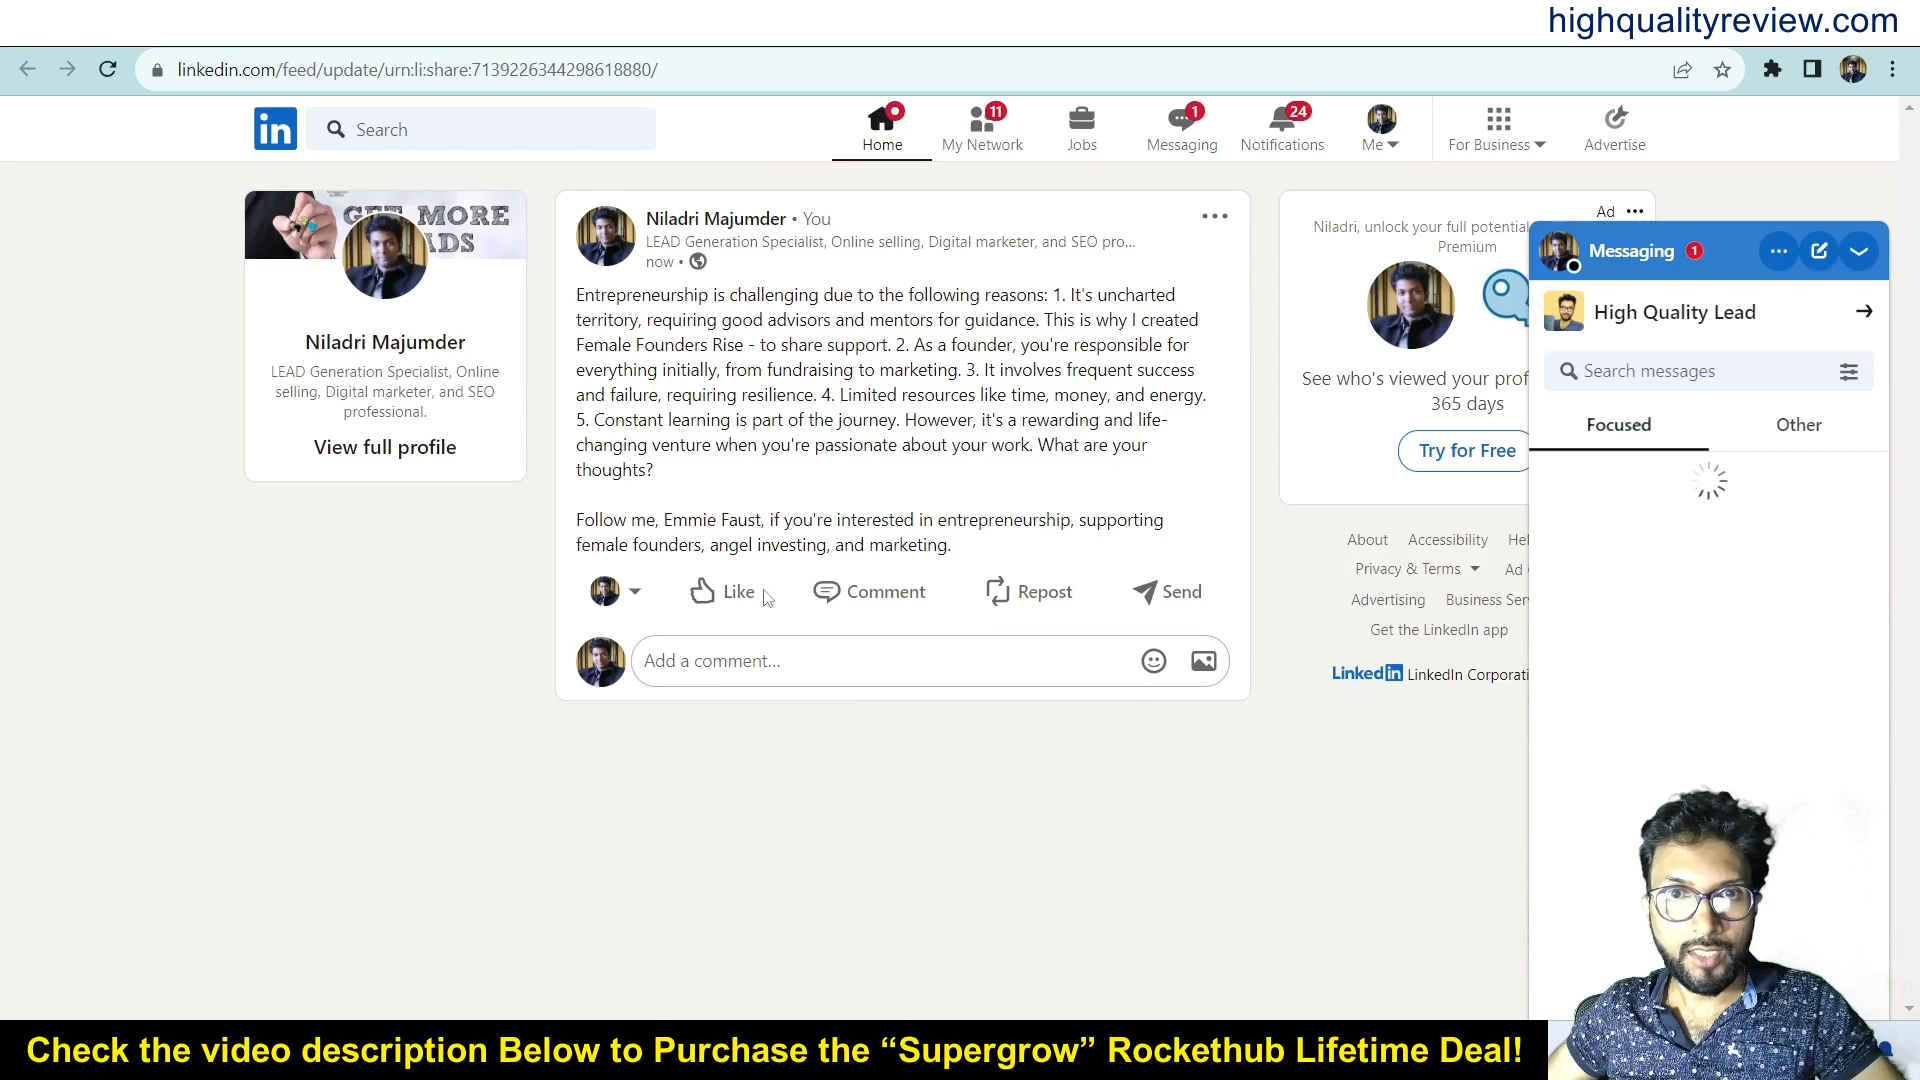 highqualityreview.com
linkedin.com/feed/update/urn:li:share:7139226344298618880/
in
Search
Home
11
My Network
Jobs
1
Messaging
24
Notifications
Me
For Business
Advertise
GET MORE
Niladri Majumder
LEAD Generation Specialist, Online
selling, Digital marketer, and SEO
professional.
View full profile
Niladri Majumder • You
LEAD Generation Specialist, Online selling, Digital marketer, and SEO pro...
now •
Entrepreneurship is challenging due to the following reasons: 1. It's uncharted
territory, requiring good advisors and mentors for guidance. This is why I created
Female Founders Rise - to share support. 2. As a founder, you're responsible for
everything initially, from fundraising to marketing. 3. It involves frequent success
and failure, requiring resilience. 4. Limited resources like time, money, and energy.
5. Constant learning is part of the journey. However, it's a rewarding and life-
changing venture when you're passionate about your work. What are your
thoughts?
Follow me, Emmie Faust, if you're interested in entrepreneurship, supporting
female founders, angel investing, and marketing.
Like
Comment
Repost
Send
Add a comment...
Ad
Niladri, unlock your full potential
Premium
See who's viewed your prof
365 days
Try for Free
About Accessibility Hel
Privacy & Terms Ad
Advertising Business Ser
Get the LinkedIn app
LinkedIn LinkedIn Corporati
Messaging 1
High Quality Lead
Search messages
Focused
Other
Check the video description Below to Purchase the “Supergrow” Rockethub Lifetime Deal!